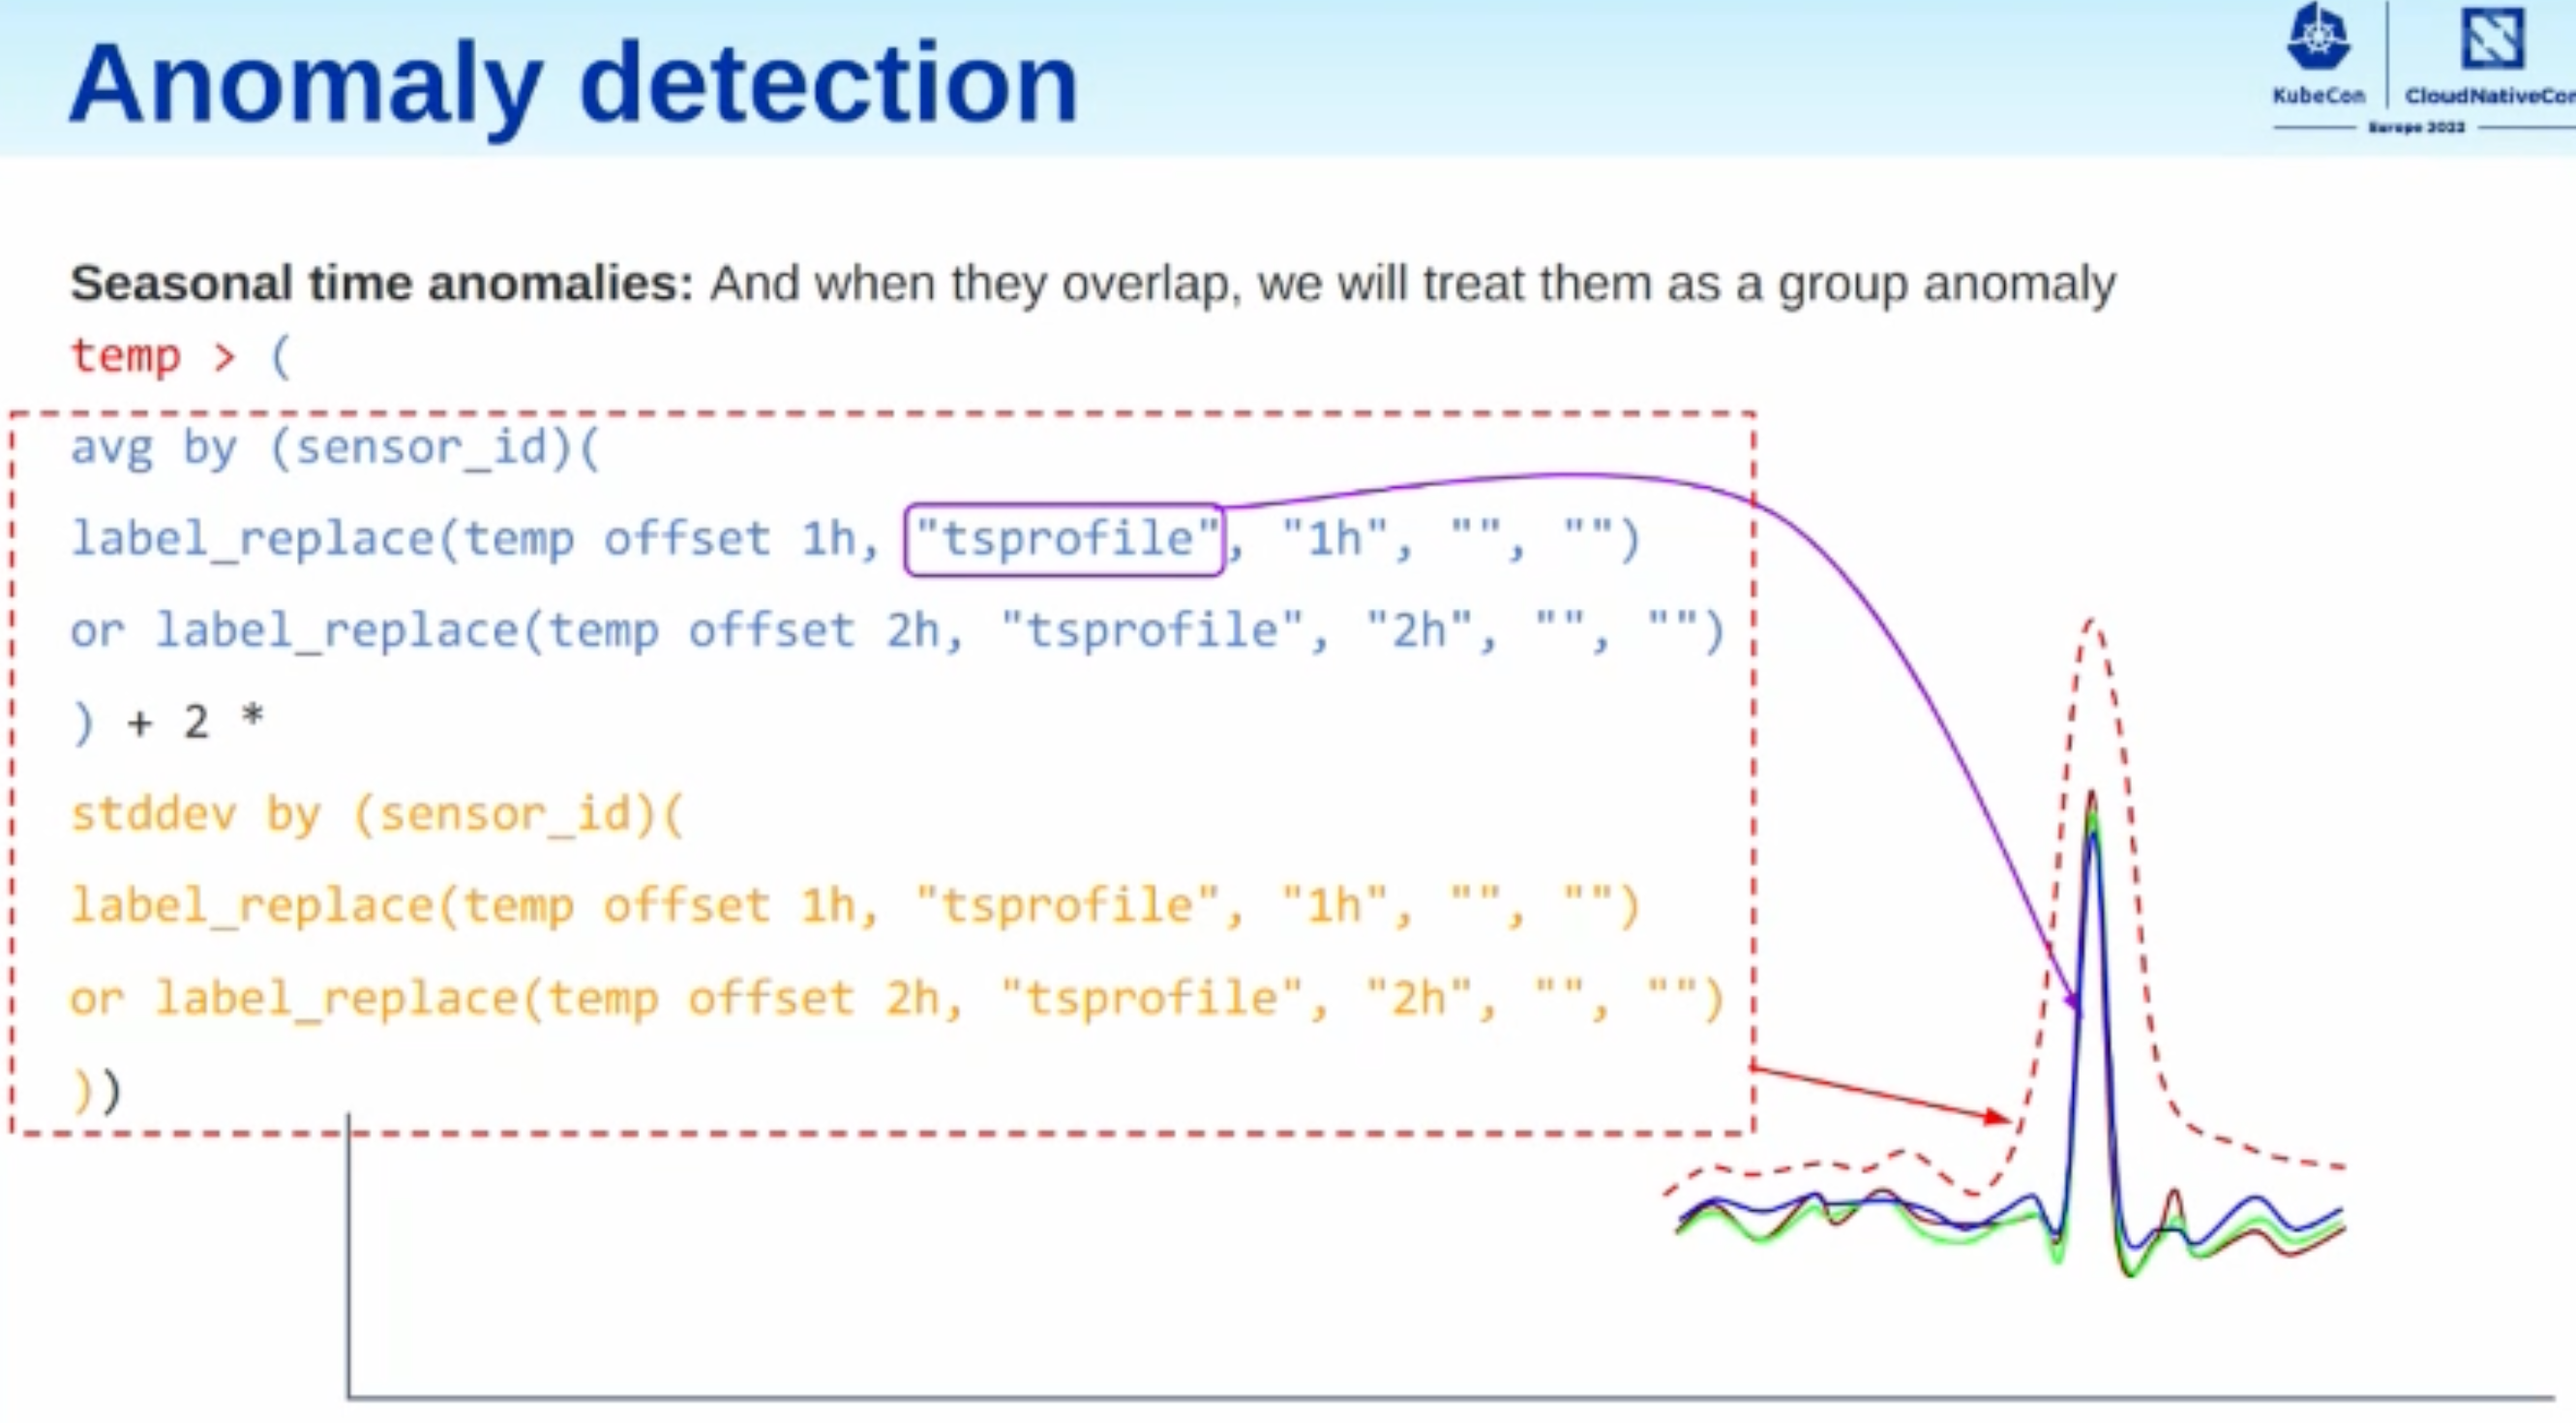 Anomaly detection
KubeCon
CloudNativeCon
Europe 2022
Seasonal time anomalies: And when they overlap, we will treat them as a group anomaly
temp > (
avg by (sensor_id)(
label_replace(temp offset 1h, "tsprofile", "1h", "", "")
or label_replace(temp offset 2h, "tsprofile", "2h", "", "")
) + 2 *
stddev by (sensor_id)(
label_replace(temp offset 1h, "tsprofile", "1h", "", "")
or label_replace(temp offset 2h, "tsprofile", "2h", "", "")
))